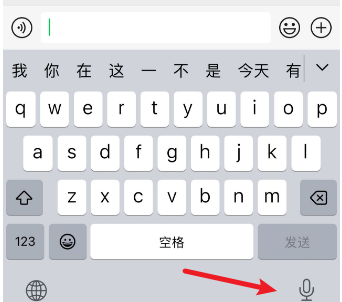 我 你 在 这 一 不 是 今天 有
q w e r t y u i o p
a s d f g h j k l
z x c v b n m
123 空格 发送